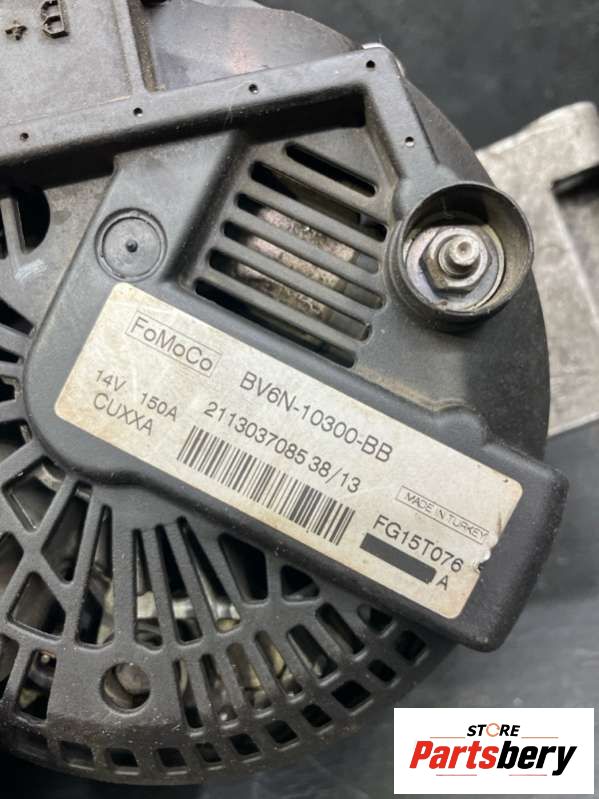 B+
FoMoCo
BV6N-10300-BB
14V 150A 2113037085 38/13
CUXXA
MADE IN TURKEY
FG15T076
A
STORE
Partsbery